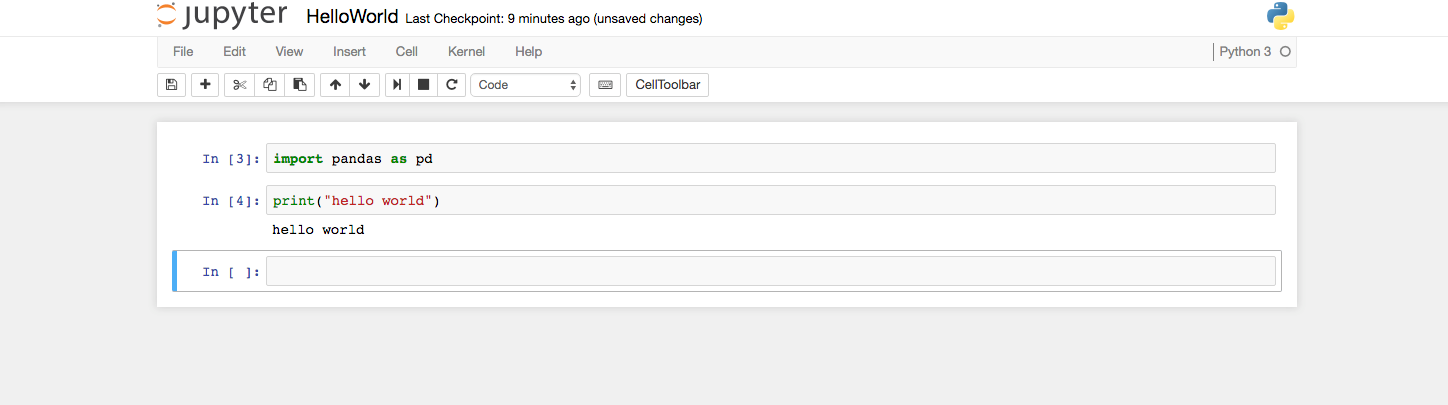 jupyter HelloWorld Last Checkpoint: 9 minutes ago (unsaved changes)
File Edit View Insert Cell Kernel Help Python 3
Code CellToolbar
In [3]: import pandas as pd
In [4]: print("hello world")
hello world
In [ ]: